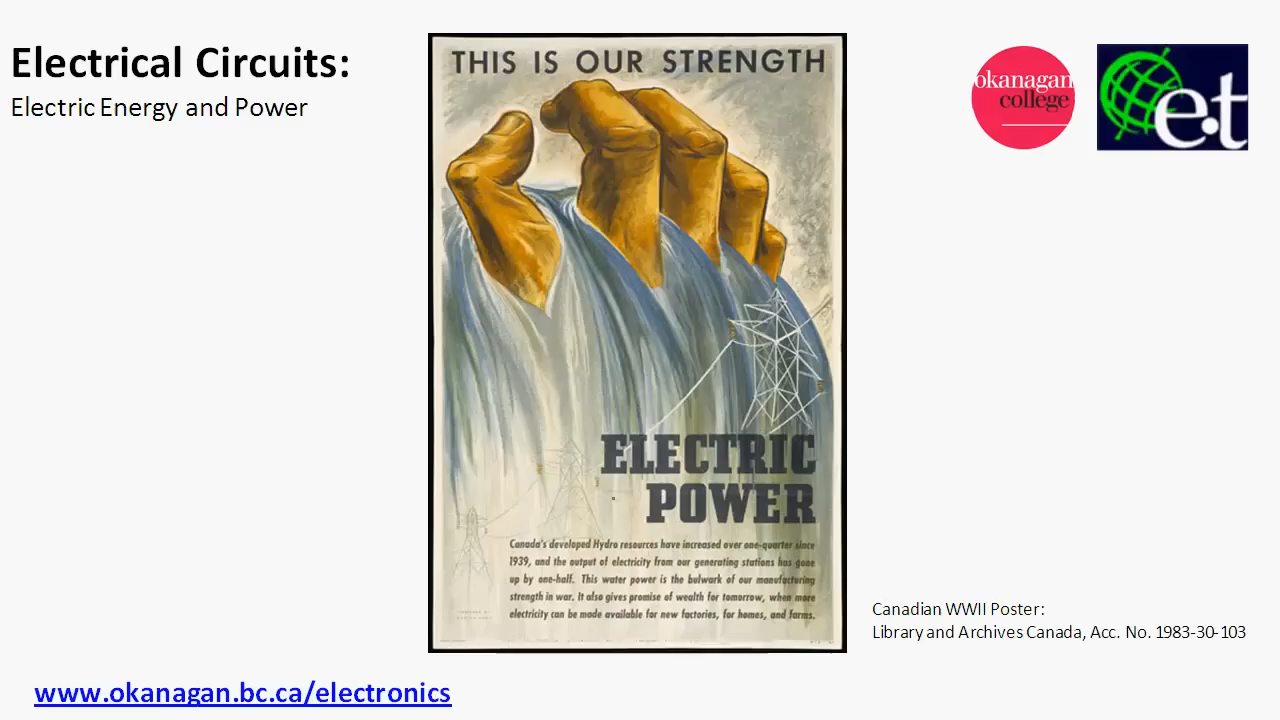 Electrical Circuits:
Electric Energy and Power
THIS IS OUR STRENGTH
okanagan
college
e.t
ELECTRIC
POWER
Canada's developed Hydro resources have increased over one-quarter since
1939, and the output of electricity from our generating stations has gone
up by one-half. This water power is the bulwark of our manufacturing
strength in war. It also gives promise of wealth for tomorrow, when more
electricity can be made available for new factories, for homes, and farms.
Canadian WWII Poster:
Library and Archives Canada, Acc. No. 1983-30-103
www.okanagan.bc.ca/electronics